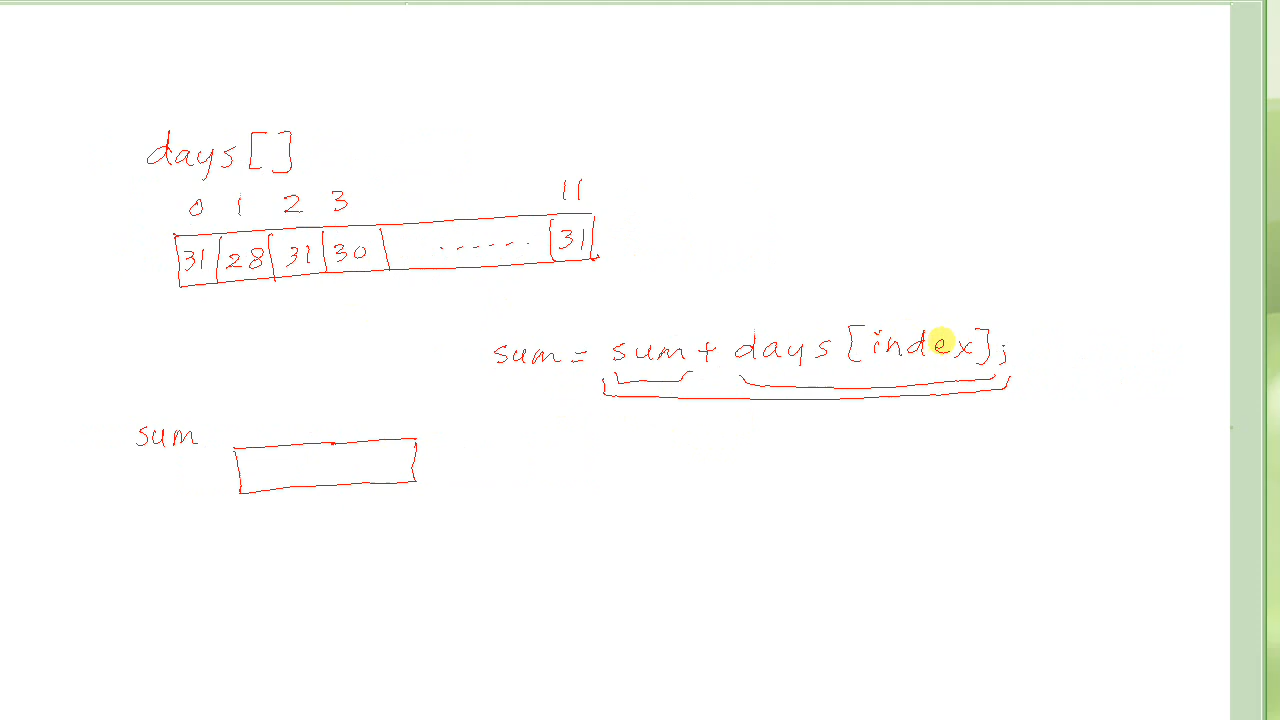 days[]
0 1 2 3 11
31 28 31 30 ....... 31
sum = sum + days[index];
sum